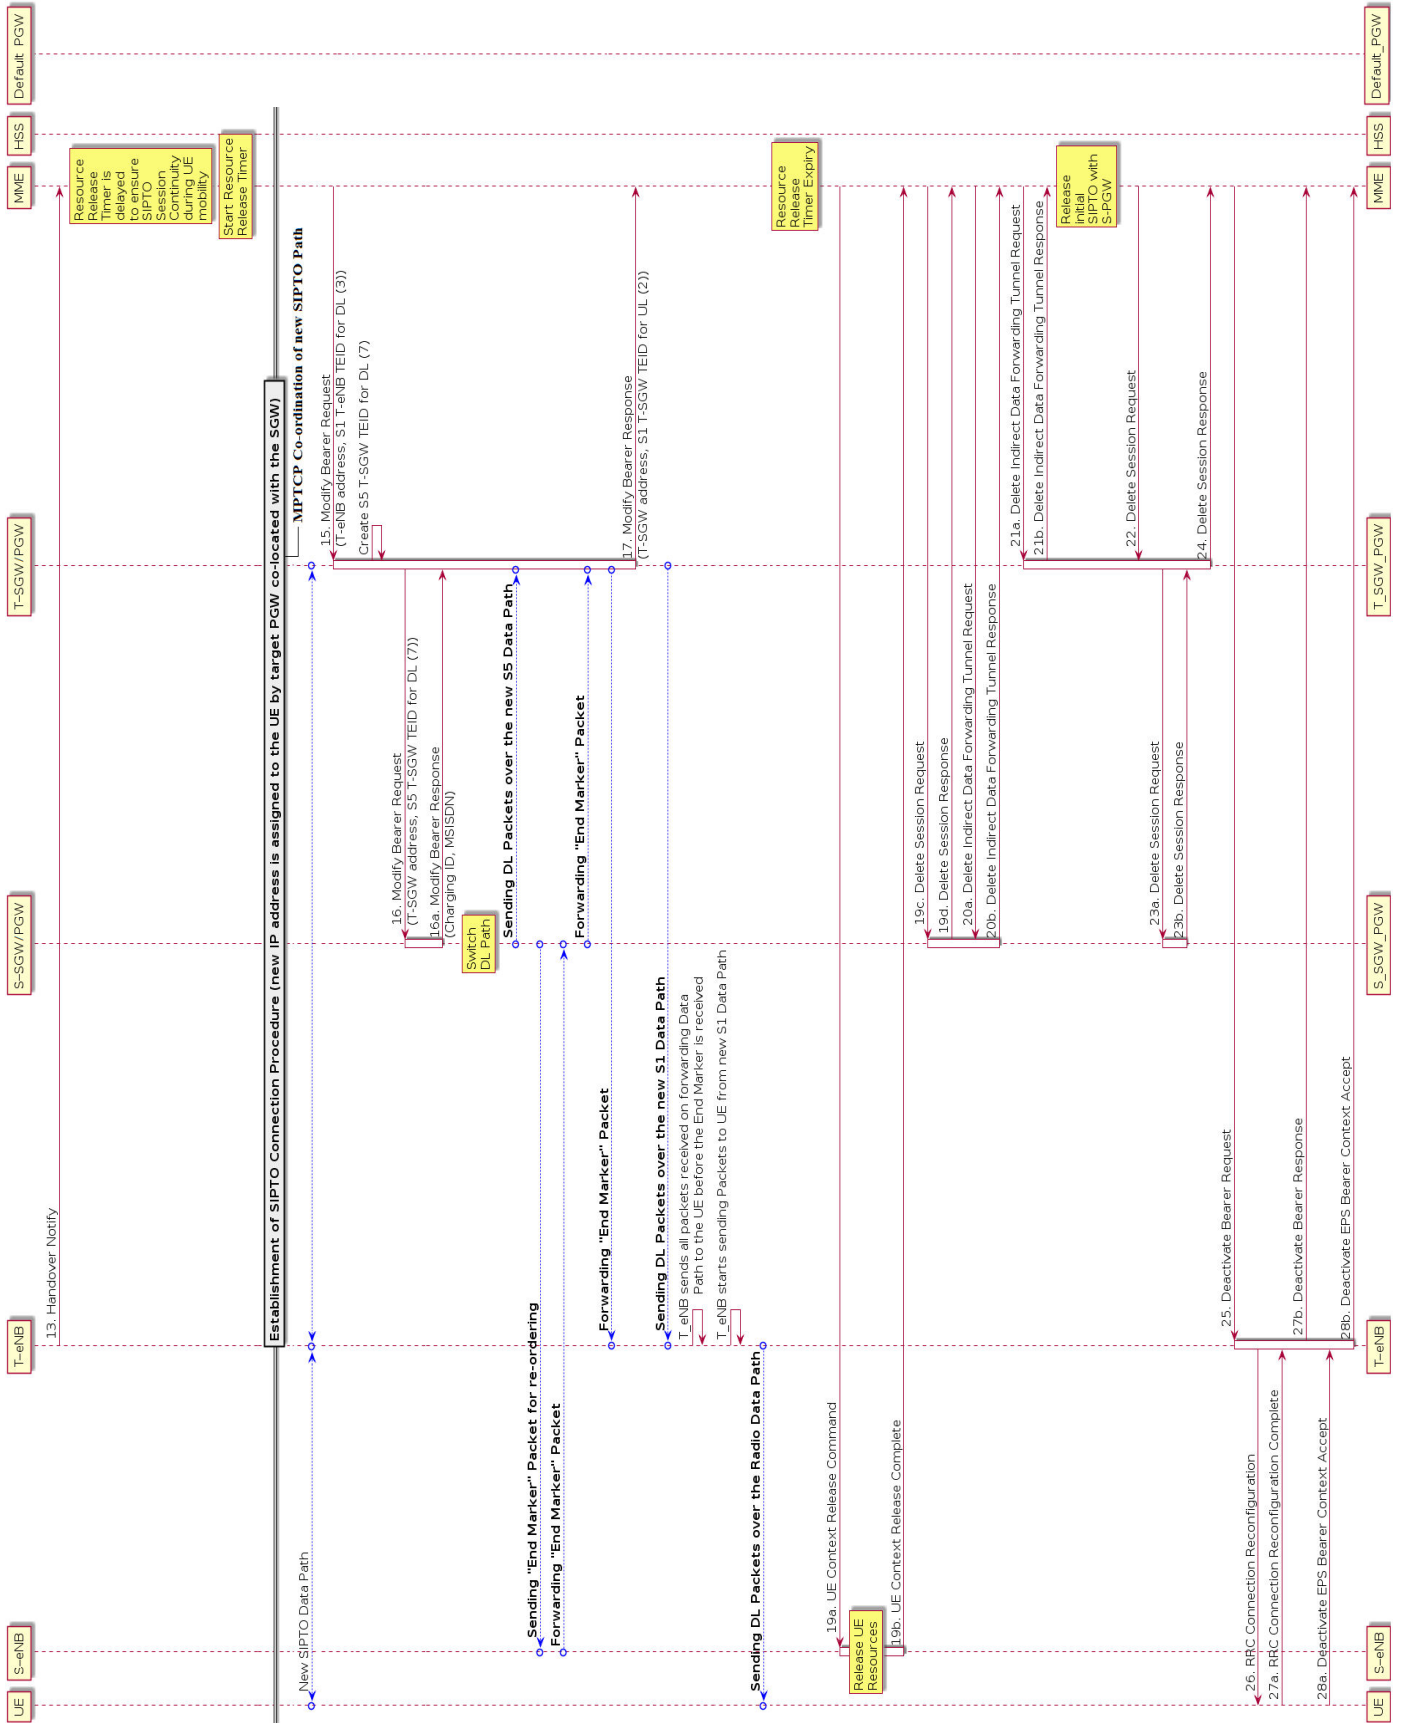 UE
S-eNB
T-eNB
S-SGW/PGW
T-SGW/PGW
MME
HSS
Default PGW
13. Handover Notify
Resource
Release
Timer is
delayed
to ensure
SIPTO
Session
Continuity
during UE
mobility
Start Resource
Release Timer
Establishment of SIPTO Connection Procedure (new IP address is assigned to the UE by target PGW co-located with the SGW)
MPTCP Co-ordination of new SIPTO Path
New SIPTO Data Path
15. Modify Bearer Request
(T-eNB address, S1 T-eNB TEID for DL (3))
Create S5 T-SGW TEID for DL (7)
16. Modify Bearer Request
(T-SGW address, S5 T-SGW TEID for DL (7))
16a. Modify Bearer Response
(Charging ID, MSISDN)
Switch
DL Path
Sending DL Packets over the new S5 Data Path
Sending "End Marker" Packet for re-ordering
Forwarding "End Marker" Packet
Forwarding "End Marker" Packet
Forwarding "End Marker" Packet
17. Modify Bearer Response
(T-SGW address, S1 T-SGW TEID for UL (2))
Sending DL Packets over the new S1 Data Path
T_eNB sends all packets received on forwarding Data
Path to the UE before the End Marker is received
T_eNB starts sending Packets to UE from new S1 Data Path
Sending DL Packets over the Radio Data Path
Resource
Release
Timer Expiry
19a. UE Context Release Command
Release UE
Resources
19b. UE Context Release Complete
19c. Delete Session Request
19d. Delete Session Response
20a. Delete Indirect Data Forwarding Tunnel Request
20b. Delete Indirect Data Forwarding Tunnel Response
21a. Delete Indirect Data Forwarding Tunnel Request
21b. Delete Indirect Data Forwarding Tunnel Response
Release
initial
SIPTO with
S-PGW
22. Delete Session Request
23a. Delete Session Request
23b. Delete Session Response
24. Delete Session Response
25. Deactivate Bearer Request
26. RRC Connection Reconfiguration
27a. RRC Connection Reconfiguration Complete
27b. Deactivate Bearer Response
28a. Deactivate EPS Bearer Context Accept
28b. Deactivate EPS Bearer Context Accept
UE
S-eNB
T-eNB
S_SGW_PGW
T_SGW_PGW
MME
HSS
Default_PGW